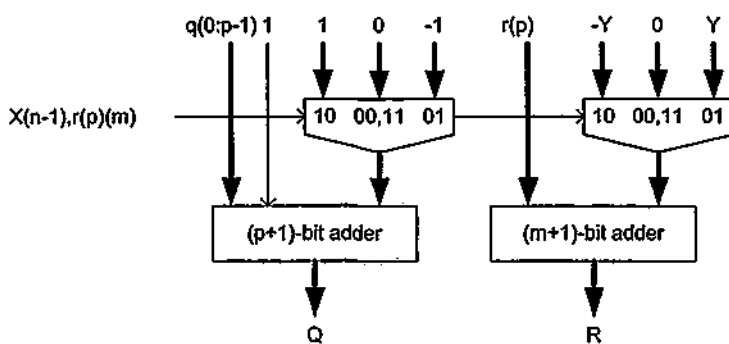 q(0:p-1) 1 1 0 -1 r(p) -Y 0 Y
X(n-1),r(p)(m) 10 00,11 01 10 00,11 01
(p+1)-bit adder (m+1)-bit adder
Q R